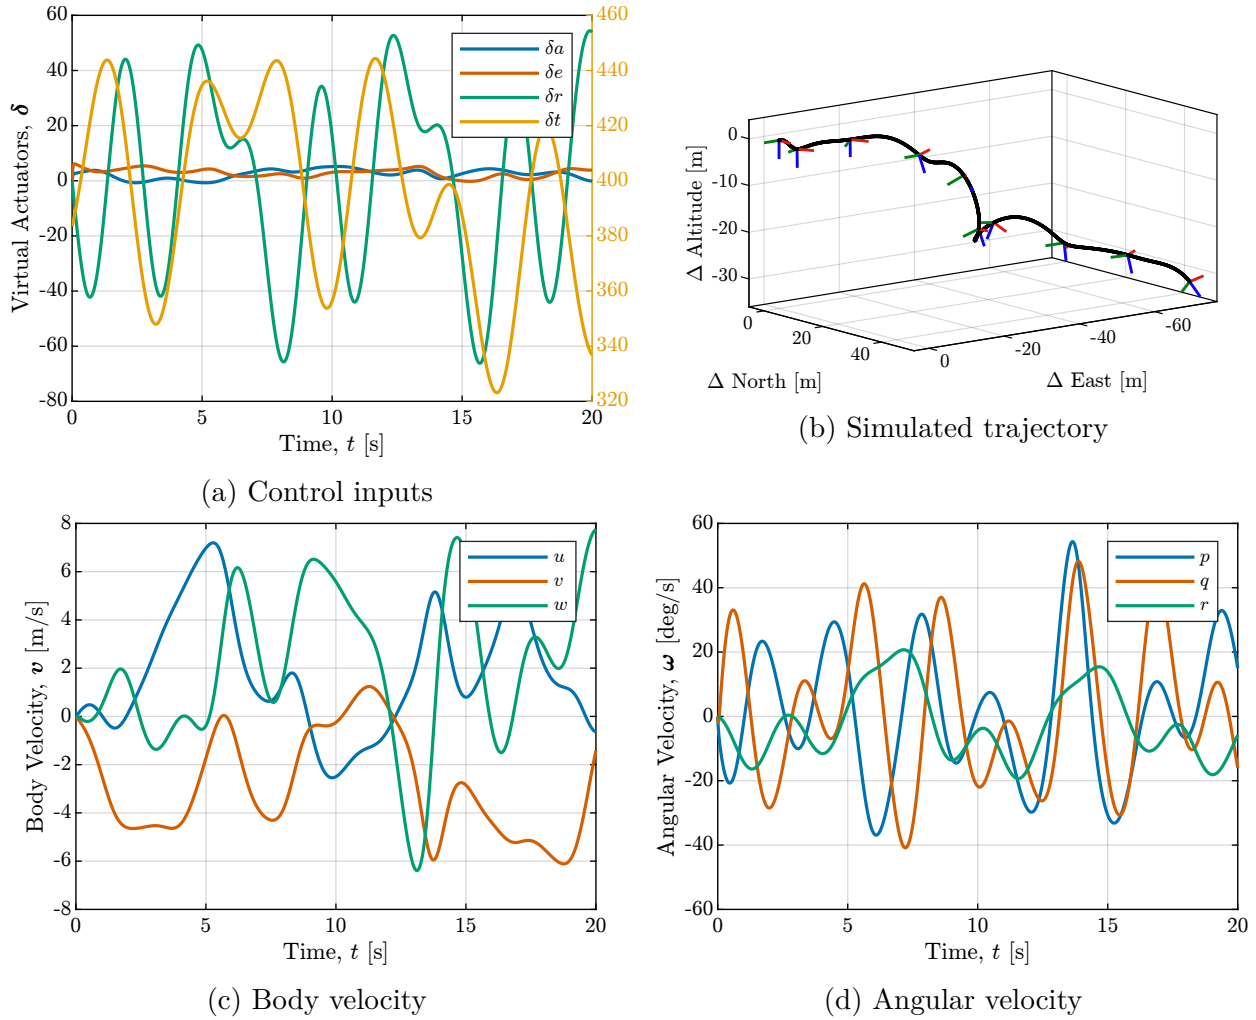 60
40
20
0
-20
-40
-60
-80
460
440
420
400
380
360
340
320
0
5
10
15
20
Virtual Actuators, δ
Time, t [s]
δa
δe
δr
δt
(a) Control inputs
0
-10
-20
-30
Δ Altitude [m]
0
20
40
Δ North [m]
0
-20
-40
-60
Δ East [m]
(b) Simulated trajectory
8
6
4
2
0
-2
-4
-6
-8
0
5
10
15
20
Body Velocity, v [m/s]
Time, t [s]
u
v
w
(c) Body velocity
60
40
20
0
-20
-40
-60
0
5
10
15
20
Angular Velocity, ω [deg/s]
Time, t [s]
p
q
r
(d) Angular velocity